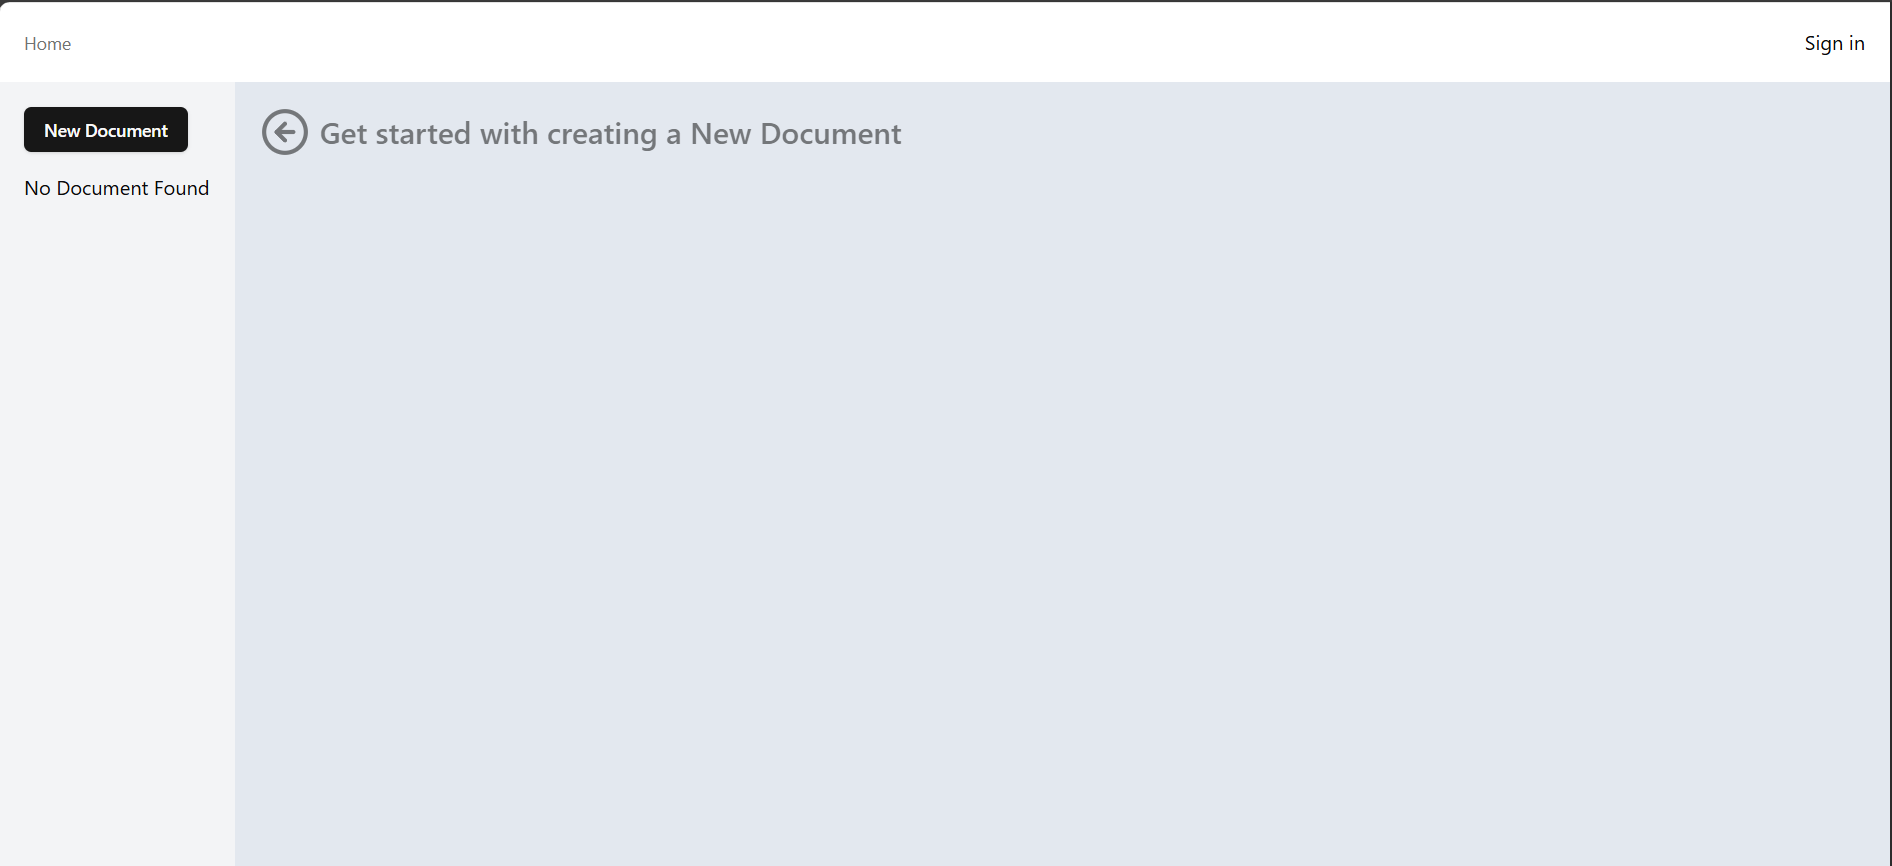 Home
Sign in
New Document
No Document Found
Get started with creating a New Document